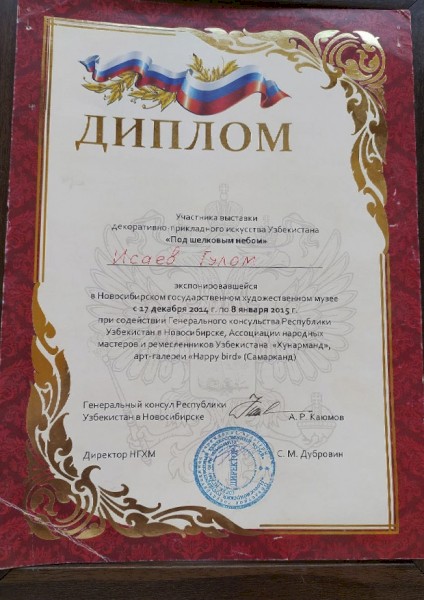 ДИПЛОМ
Участника выставки
декоративно-прикладного искусства Узбекистана
«Под шелковым небом»
Исаев Гулом
экспонировавшейся
в Новосибирском государственном художественном музее
с 17 декабря 2014 г. по 8 января 2015 г.
при содействии Генерального консульства Республики
Узбекистан в Новосибирске, Ассоциации народных
мастеров и ремесленников Узбекистана «Хунарманд»,
арт-галереи «Happy bird» (Самарканд)
Генеральный консул Республики
Узбекистан в Новосибирске А.Р. Каюмов
Директор НГХМ С. М. Дубровин
ДИРЕКТОР